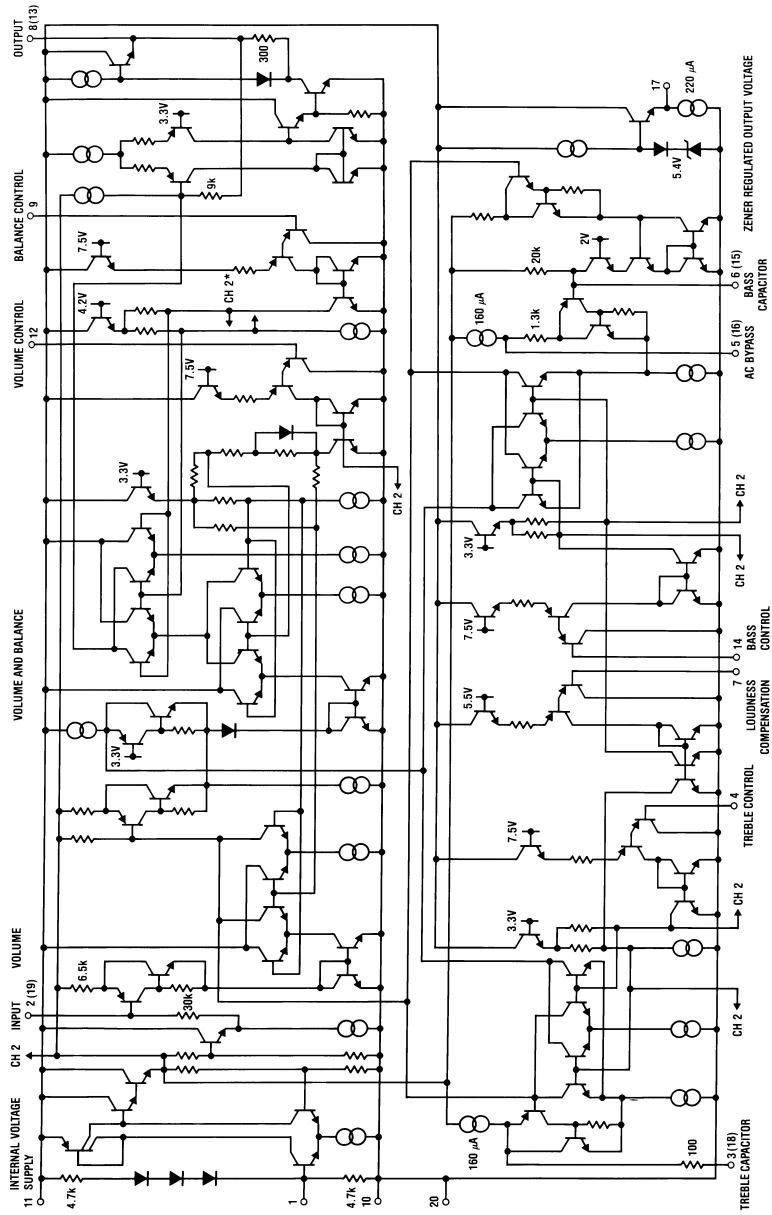 INTERNAL VOLTAGE
SUPPLY
INPUT
VOLUME
VOLUME AND BALANCE
VOLUME CONTROL
BALANCE CONTROL
OUTPUT
11
CH 2
2 (19)
12
9
8 (13)
4.7k
6.5k
30k
3.3V
3.3V
7.5V
4.2V
7.5V
3.3V
300
9k
CH 2*
CH 2
1
4.7k
10
20
160 µA
3.3V
7.5V
5.5V
7.5V
3.3V
160 µA
1.3k
20k
2V
5.4V
17
220 µA
100
CH 2
CH 2
CH 2
CH 2
3 (18)
TREBLE CAPACITOR
4
TREBLE CONTROL
7
LOUDNESS
COMPENSATION
14
BASS
CONTROL
5 (16)
AC BYPASS
6 (15)
BASS
CAPACITOR
ZENER REGULATED OUTPUT VOLTAGE